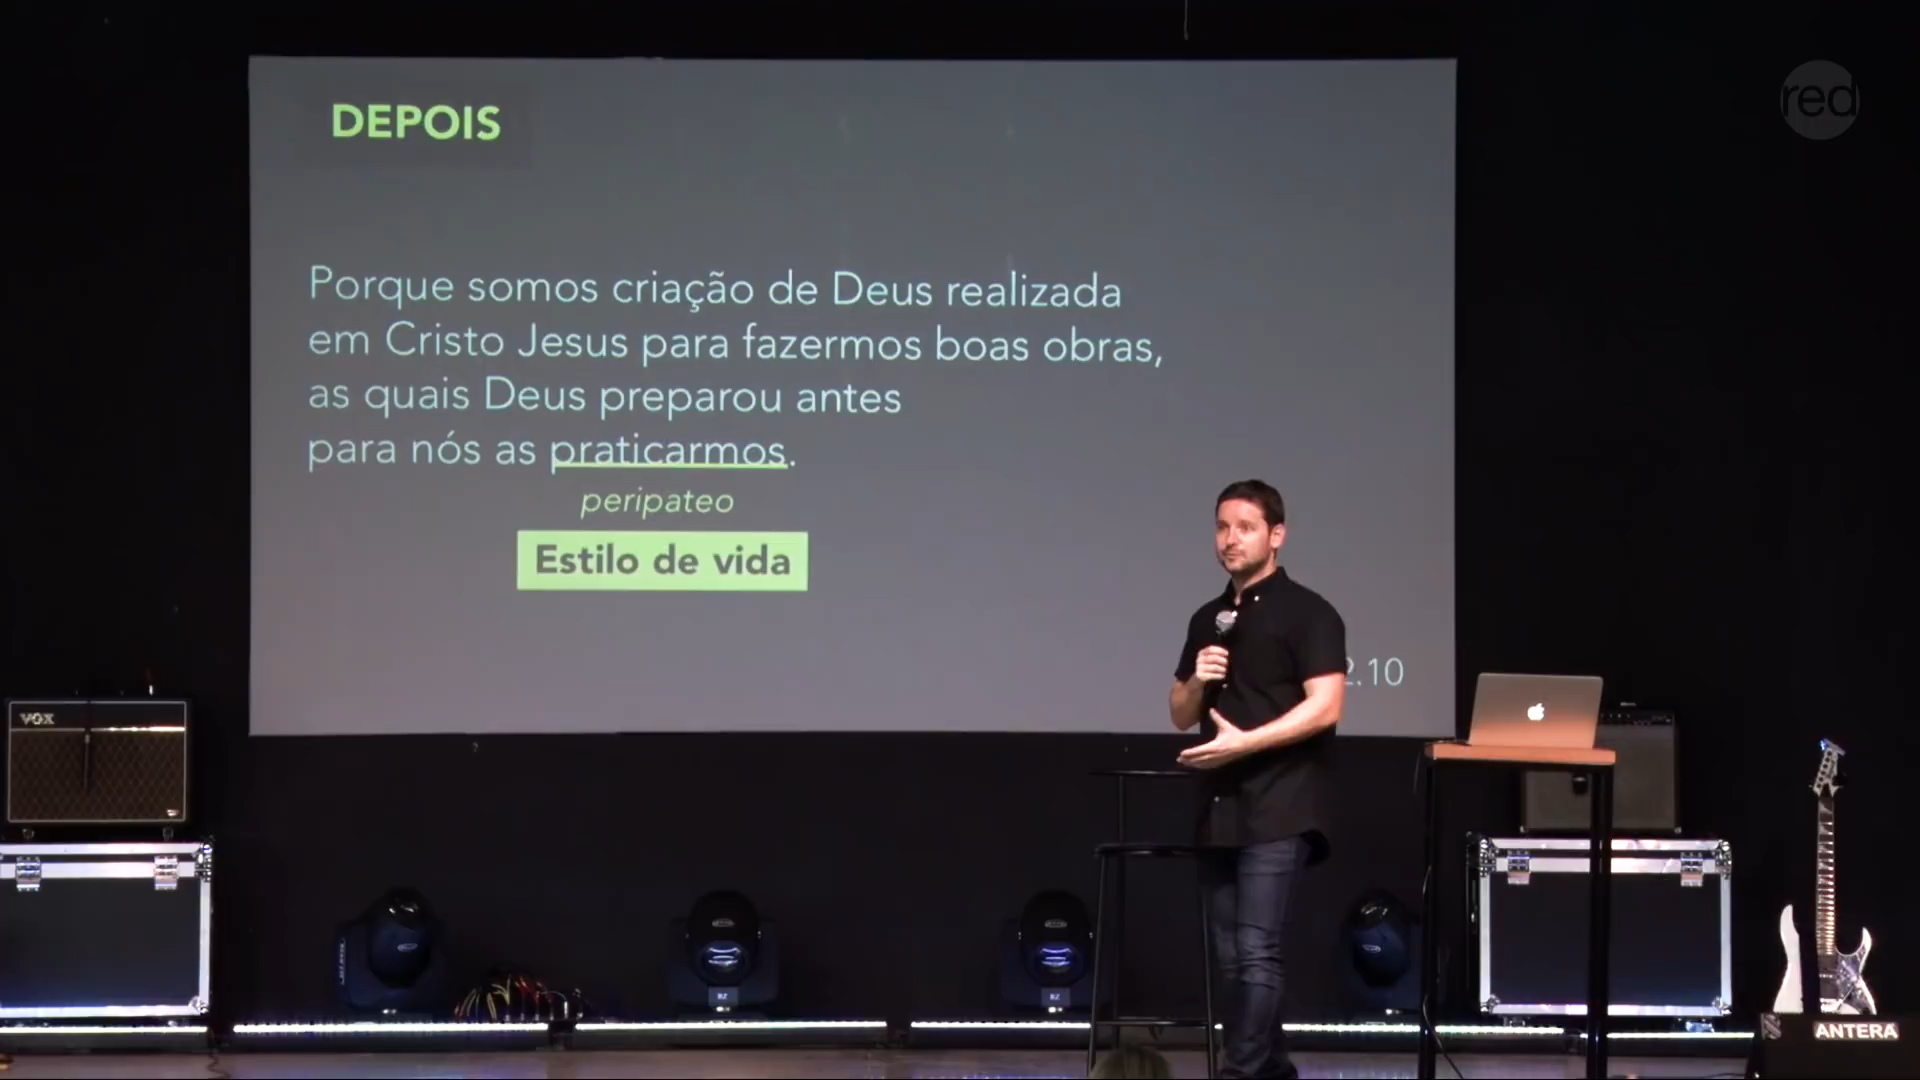 red
DEPOIS
Porque somos criação de Deus realizada
em Cristo Jesus para fazermos boas obras,
as quais Deus preparou antes
para nós as praticarmos.
peripateo
Estilo de vida
2.10
VOX
ANTERA